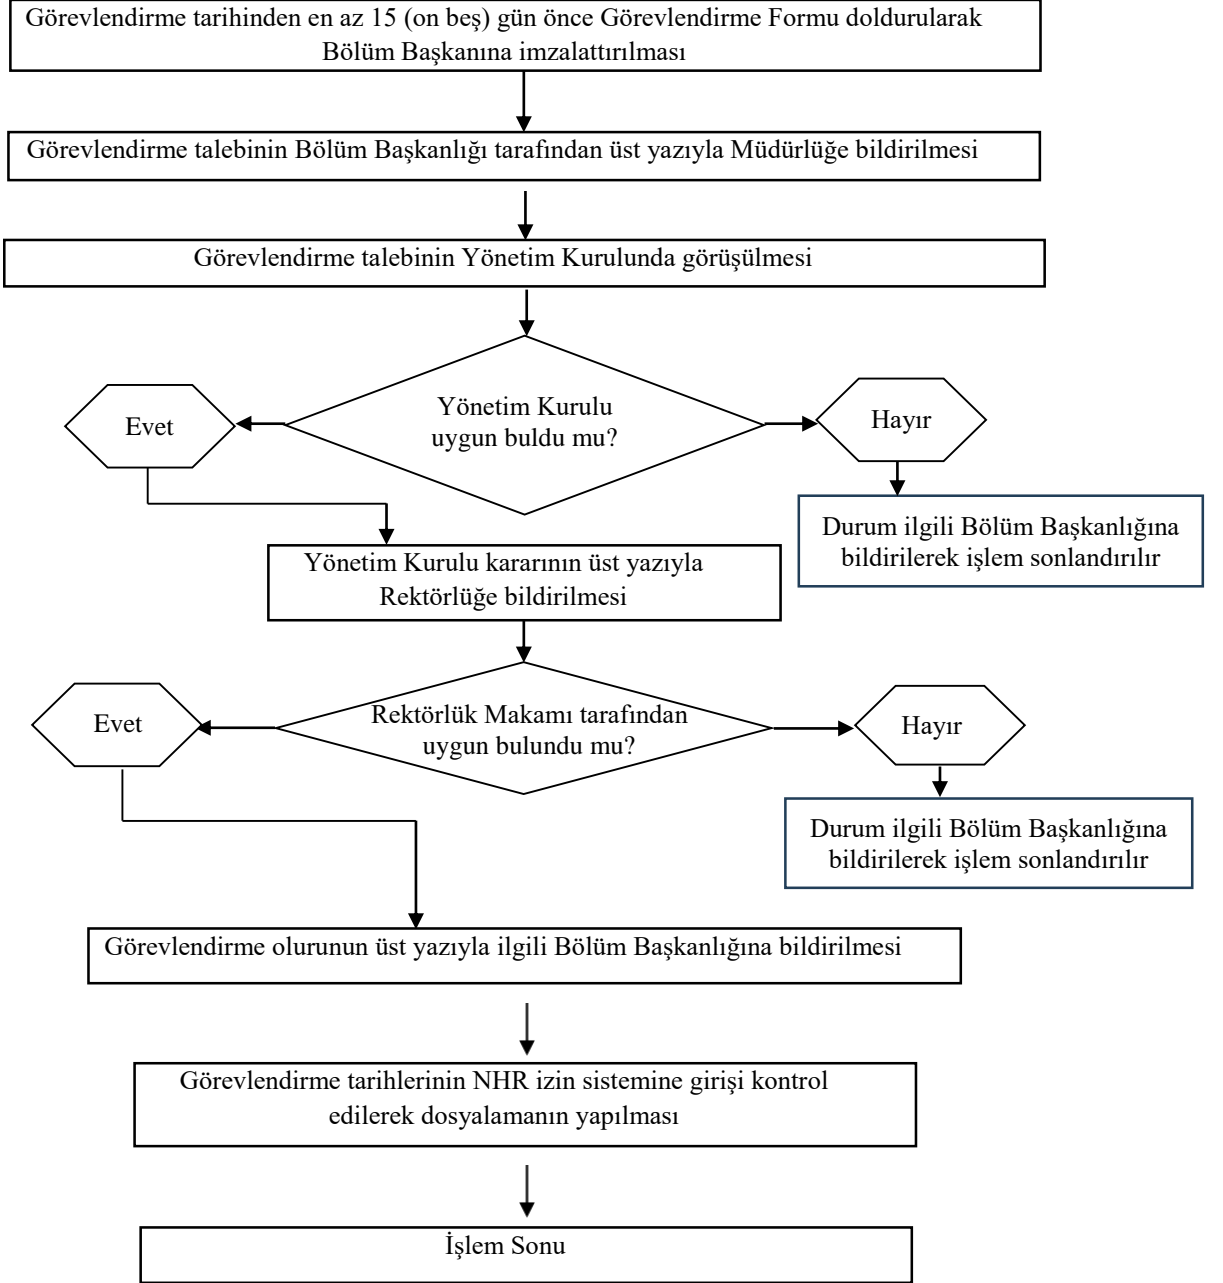 Görevlendirme tarihinden en az 15 (on beş) gün önce Görevlendirme Formu doldurularak
Bölüm Başkanına imzalattırılması
Görevlendirme talebinin Bölüm Başkanlığı tarafından üst yazıyla Müdürlüğe bildirilmesi
Görevlendirme talebinin Yönetim Kurulunda görüşülmesi
Yönetim Kurulu
uygun buldu mu?
Evet
Hayır
Durum ilgili Bölüm Başkanlığına
bildirilerek işlem sonlandırılır
Yönetim Kurulu kararının üst yazıyla
Rektörlüğe bildirilmesi
Rektörlük Makamı tarafından
uygun bulundu mu?
Evet
Hayır
Durum ilgili Bölüm Başkanlığına
bildirilerek işlem sonlandırılır
Görevlendirme olurunun üst yazıyla ilgili Bölüm Başkanlığına bildirilmesi
Görevlendirme tarihlerinin NHR izin sistemine girişi kontrol
edilerek dosyalamanın yapılması
İşlem Sonu